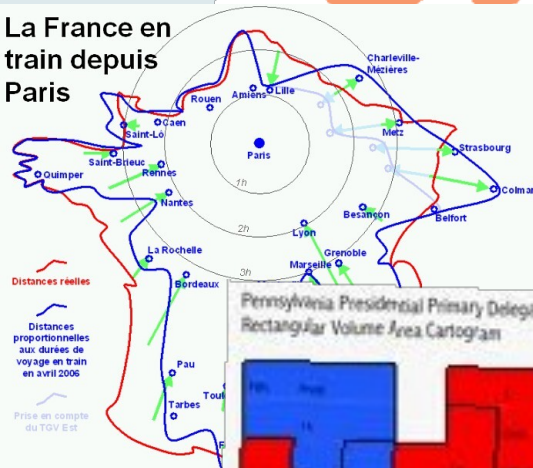 La France en
train depuis
Paris
Charleville-
Mézières
Rouen
Amiens
Lille
Caen
Saint-Lô
Metz
Strasbourg
Saint-Brieuc
Paris
Rennes
Quimper
Colmar
1h
Nantes
Besançon
Belfort
2h
Lyon
La Rochelle
Grenoble
Marseille
3h
Bordeaux
Distances réelles
Distances
proportionnelles
aux durées de
voyage en train
en avril 2006
Prise en compte
du TGV Est
Pau
Tarbes
Pennsylvania Presidential Primary
Rectangular Volume Area Cartogram